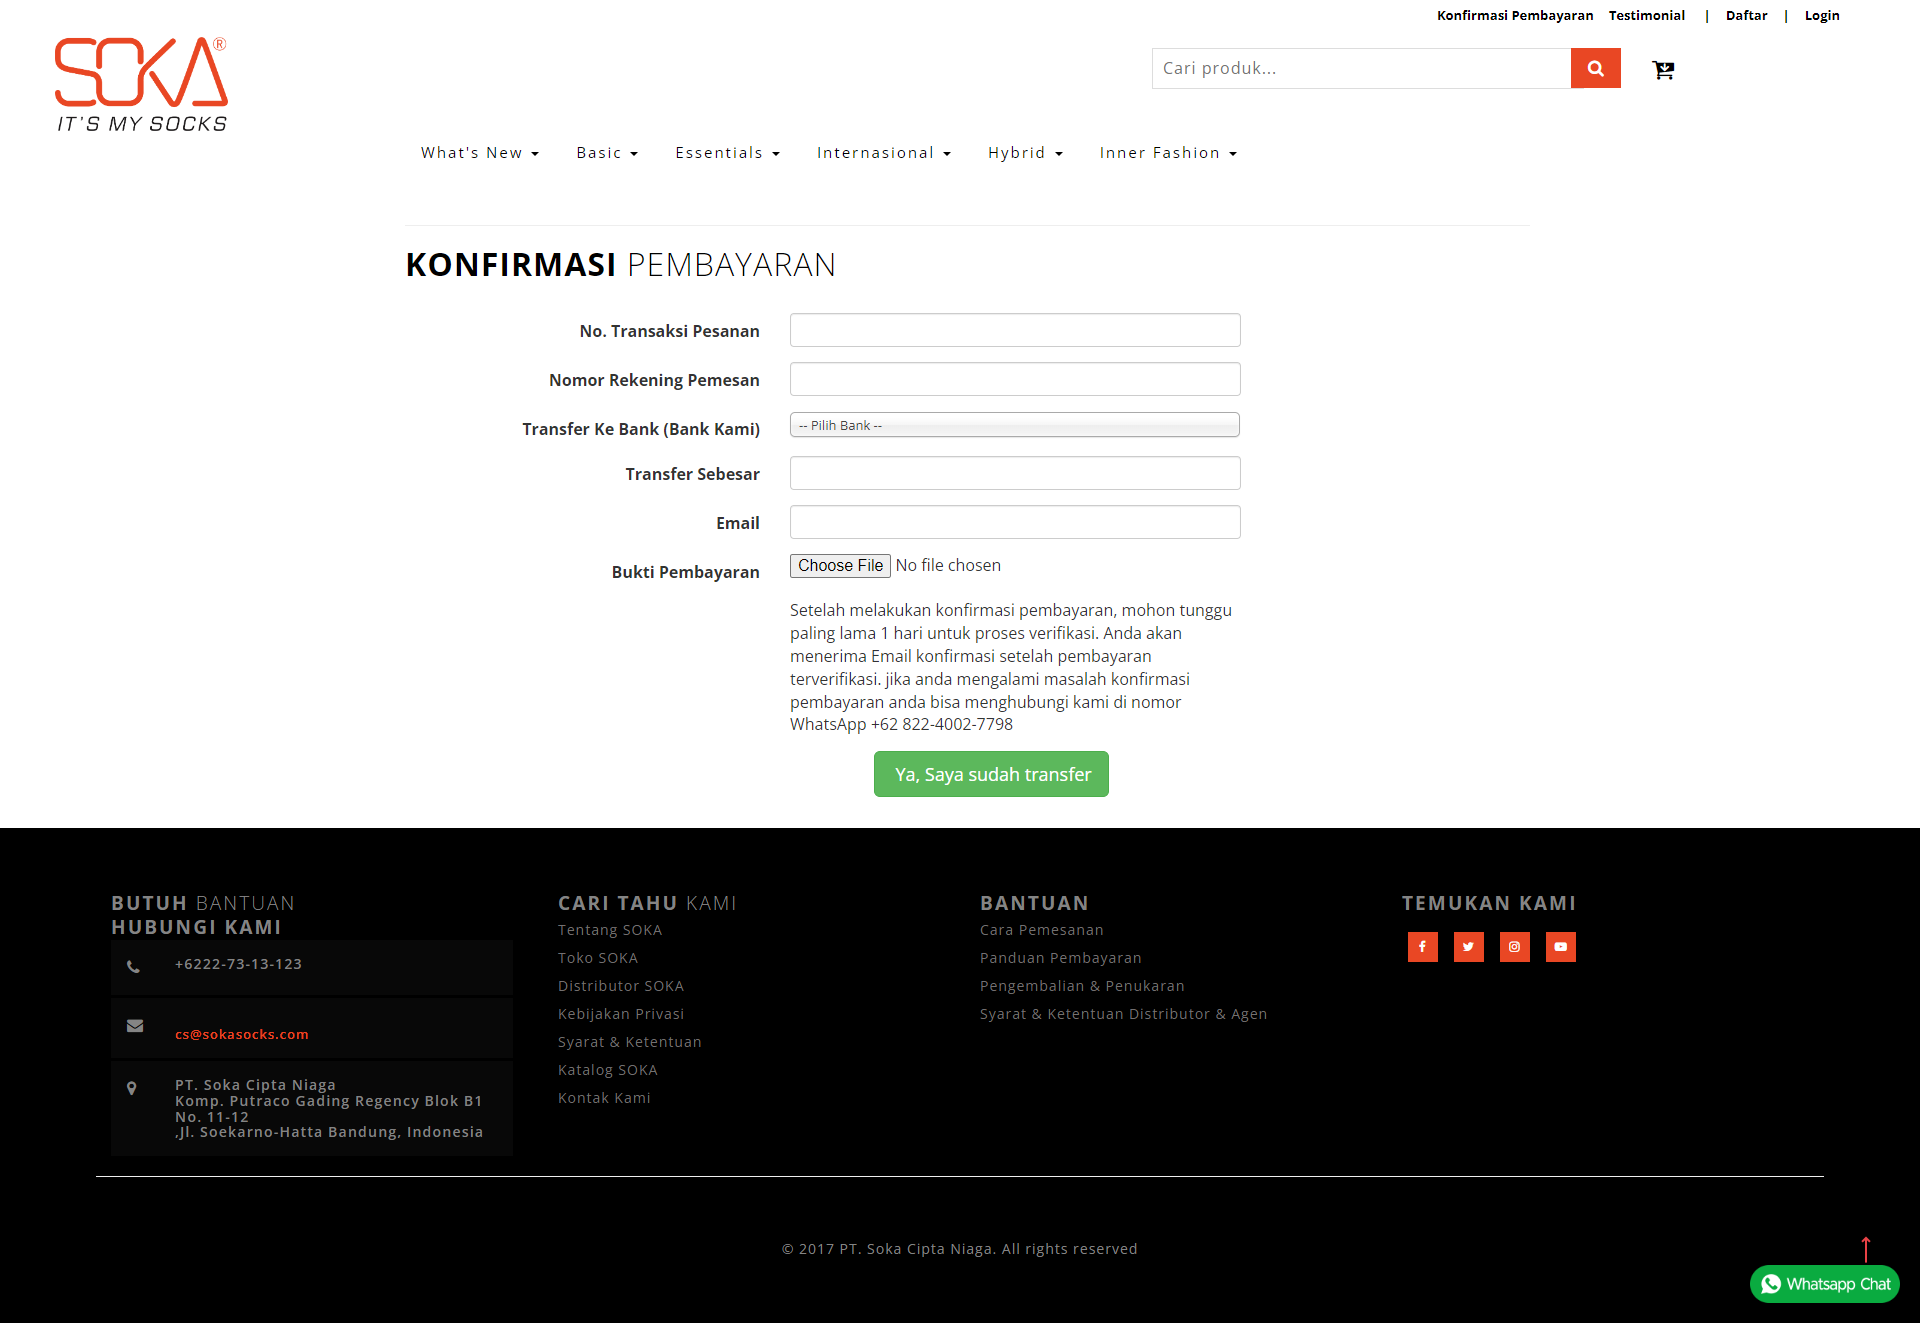 Konfirmasi Pembayaran Testimonial | Daftar | Login
SOKA®
IT'S MY SOCKS
Cari produk...
What's New Basic Essentials Internasional Hybrid Inner Fashion
KONFIRMASI PEMBAYARAN
No. Transaksi Pesanan
Nomor Rekening Pemesan
Transfer Ke Bank (Bank Kami) -- Pilih Bank --
Transfer Sebesar
Email
Bukti Pembayaran Choose File No file chosen
Setelah melakukan konfirmasi pembayaran, mohon tunggu
paling lama 1 hari untuk proses verifikasi. Anda akan
menerima Email konfirmasi setelah pembayaran
terverifikasi. jika anda mengalami masalah konfirmasi
pembayaran anda bisa menghubungi kami di nomor
WhatsApp +62 822-4002-7798
Ya, Saya sudah transfer
BUTUH BANTUAN
HUBUNGI KAMI
+6222-73-13-123
cs@sokasocks.com
PT. Soka Cipta Niaga
Komp. Putraco Gading Regency Blok B1
No. 11-12
,Jl. Soekarno-Hatta Bandung, Indonesia
CARI TAHU KAMI
Tentang SOKA
Toko SOKA
Distributor SOKA
Kebijakan Privasi
Syarat & Ketentuan
Katalog SOKA
Kontak Kami
BANTUAN
Cara Pemesanan
Panduan Pembayaran
Pengembalian & Penukaran
Syarat & Ketentuan Distributor & Agen
TEMUKAN KAMI
© 2017 PT. Soka Cipta Niaga. All rights reserved
Whatsapp Chat